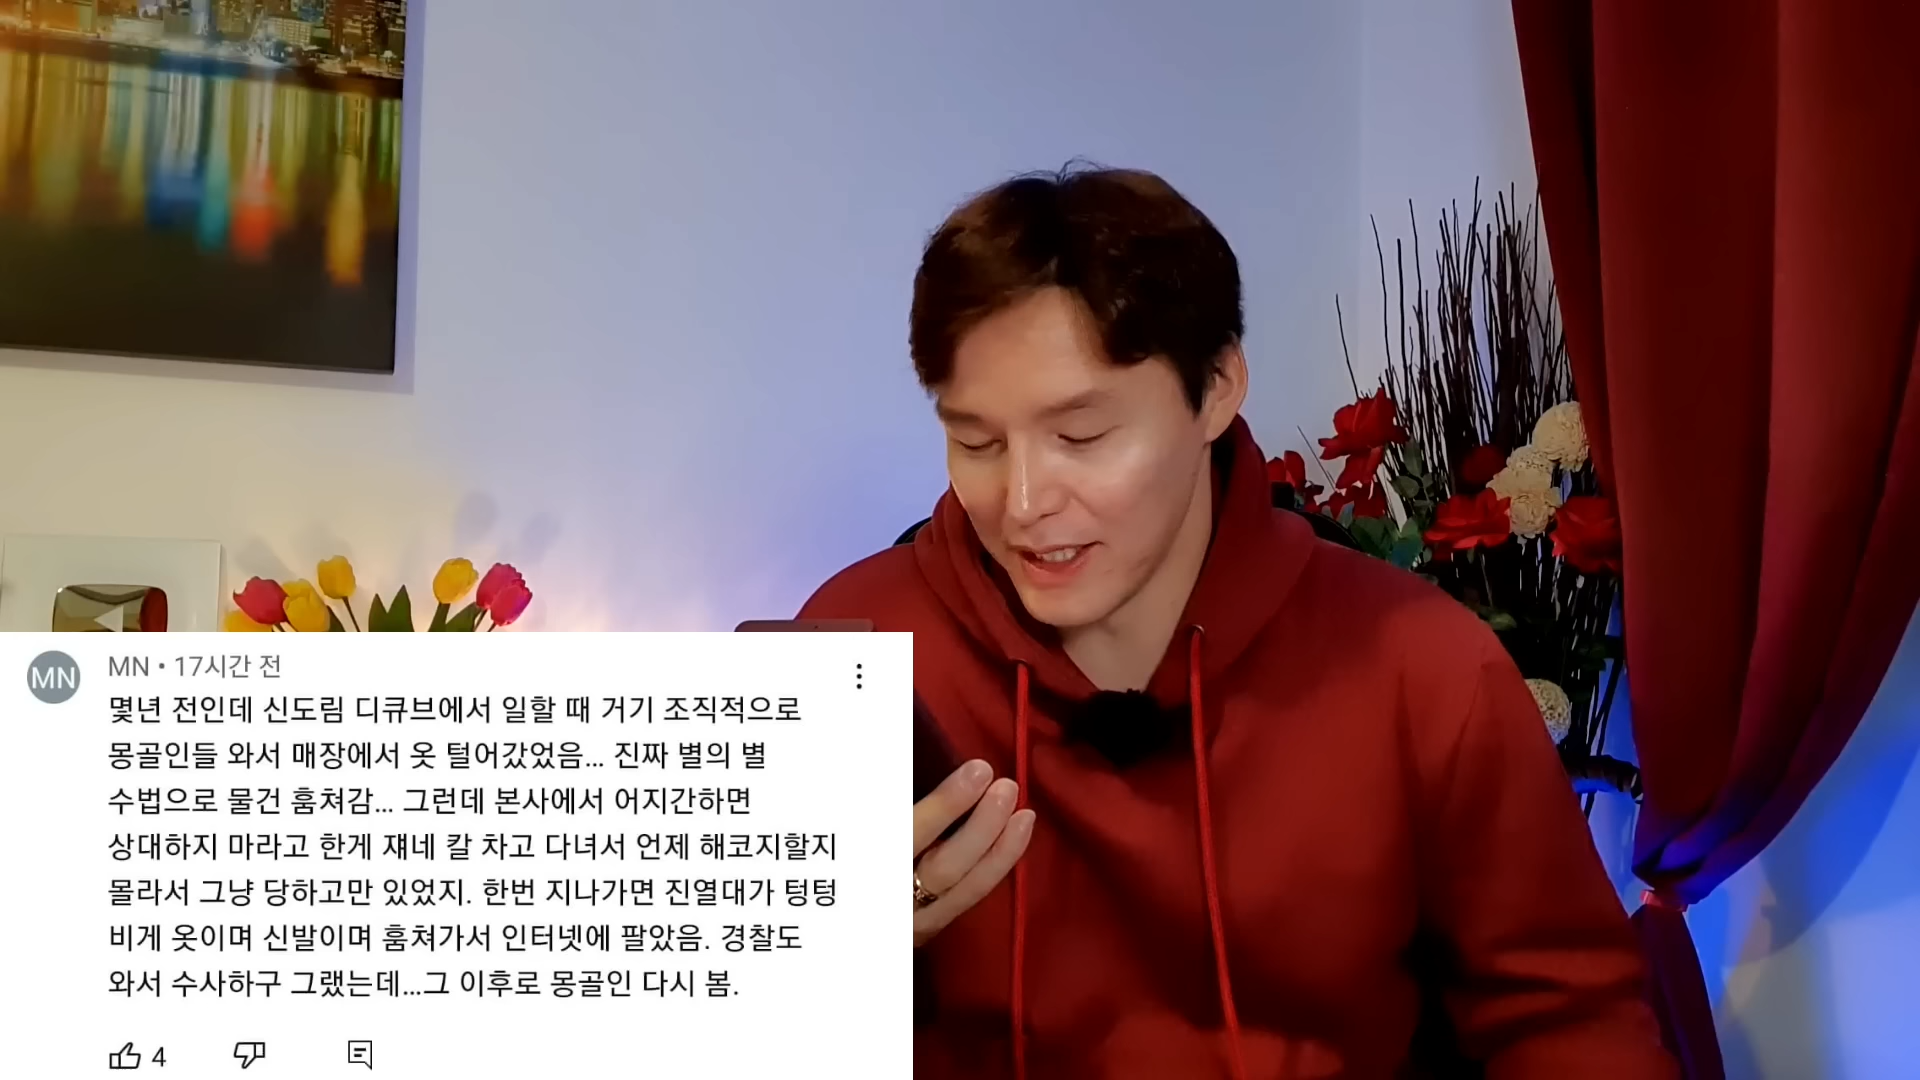 MN
MN • 17시간 전
몇년 전인데 신도림 디큐브에서 일할 때 거기 조직적으로
몽골인들 와서 매장에서 옷 털어갔었음... 진짜 별의 별
수법으로 물건 훔쳐감... 그런데 본사에서 어지간하면
상대하지 마라고 한게 쟤네 칼 차고 다녀서 언제 해코지할지
몰라서 그냥 당하고만 있었지. 한번 지나가면 진열대가 텅텅
비게 옷이며 신발이며 훔쳐가서 인터넷에 팔았음. 경찰도
와서 수사하구 그랬는데...그 이후로 몽골인 다시 봄.
4